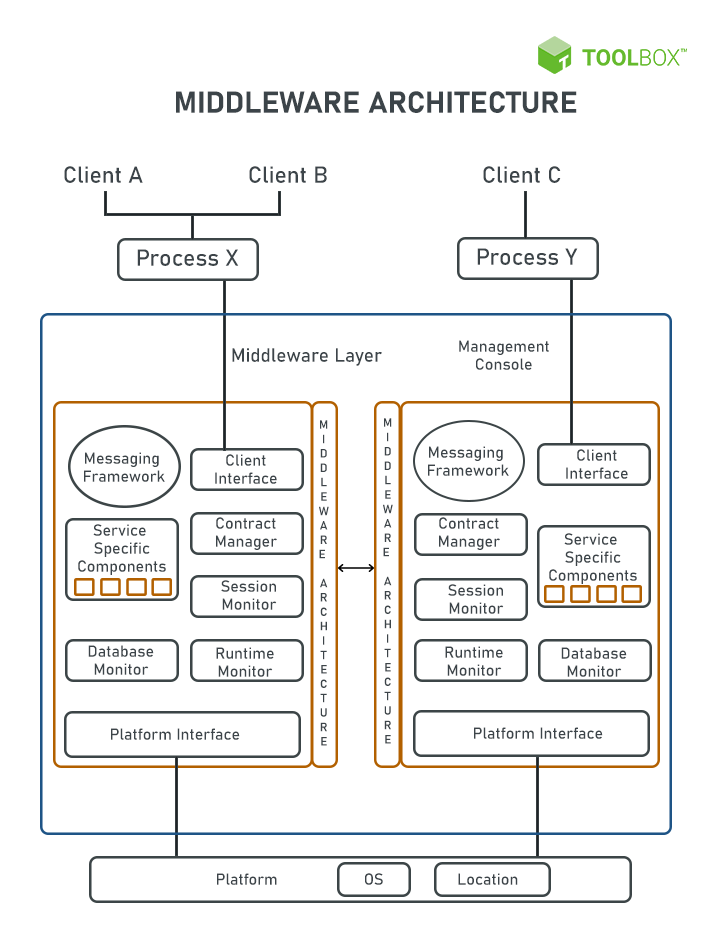 TOOLBOX™
MIDDLEWARE ARCHITECTURE
Client A
Client B
Client C
Process X
Process Y
Middleware Layer
Management
Console
Messaging
Framework
Client
Interface
Contract
Manager
Service
Specific
Components
Session
Monitor
Database
Monitor
Runtime
Monitor
Platform Interface
MIDDLEWARE ARCHITECTURE
MIDDLEWARE ARCHITECTURE
Messaging
Framework
Client
Interface
Contract
Manager
Service
Specific
Components
Session
Monitor
Runtime
Monitor
Database
Monitor
Platform Interface
Platform
OS
Location